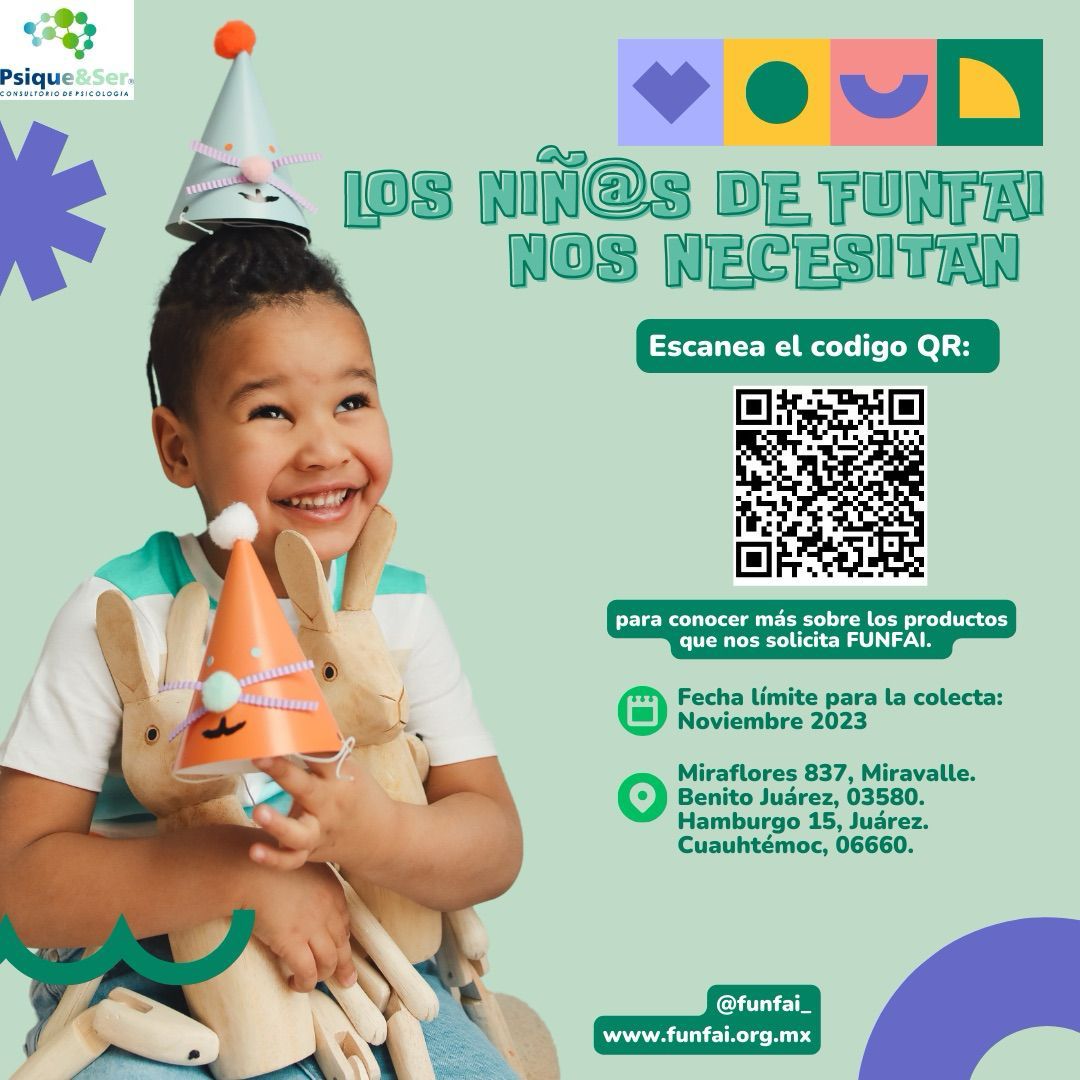 Psique&Ser®
CONSULTORIO DE PSICOLOGÍA
LOS NIÑ@S DE FUNFAI
NOS NECESITAN
Escanea el codigo QR:
para conocer más sobre los productos
que nos solicita FUNFAI.
Fecha límite para la colecta:
Noviembre 2023
Miraflores 837, Miravalle.
Benito Juárez, 03580.
Hamburgo 15, Juárez.
Cuauhtémoc, 06660.
@funfai_
www.funfai.org.mx